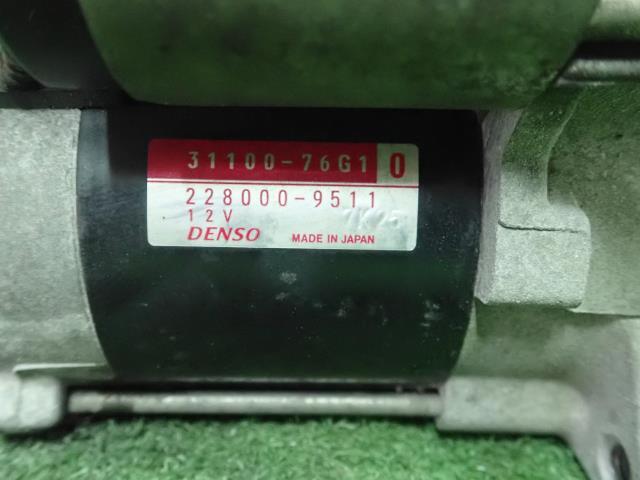 31100-76G1 0
228000-9511
12V
DENSO MADE IN JAPAN